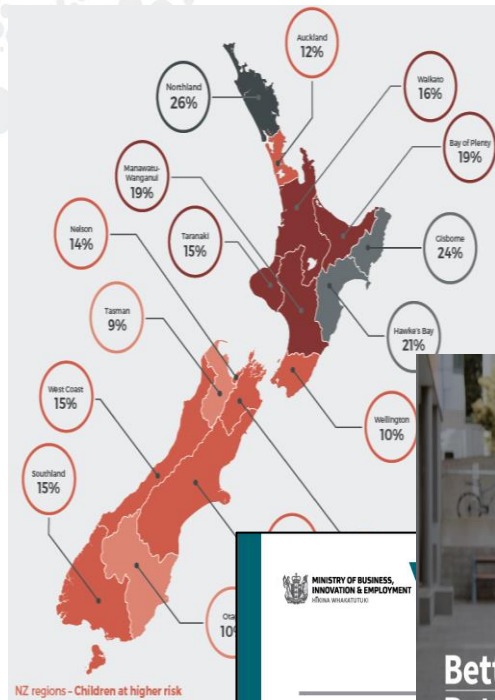 Auckland
12%
Northland
26%
Waikato
16%
Bay of Plenty
19%
Manawatu-
Wanganui
19%
Nelson
14%
Taranaki
15%
Gisborne
24%
Tasman
9%
Hawke's Bay
21%
West Coast
15%
Wellington
10%
Southland
15%
MINISTRY OF BUSINESS,
INNOVATION & EMPLOYMENT
HĪKINA WHAKATUTUKI
Ota
10%
Bett
NZ regions - Children at higher risk